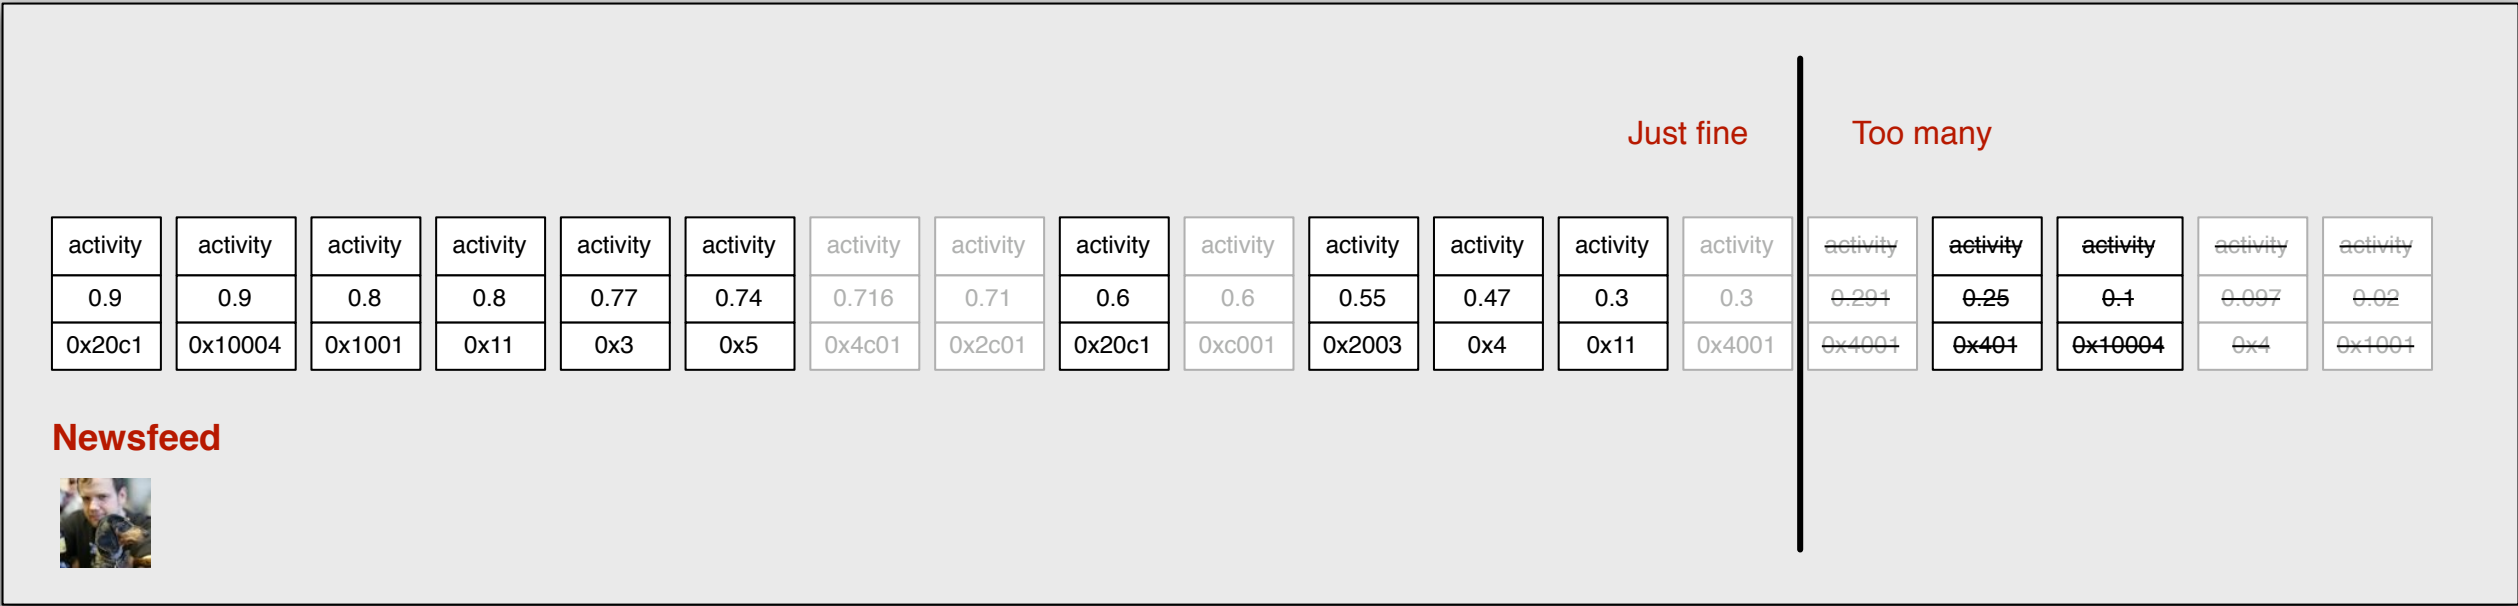 Just fine Too many
activity activity activity activity activity activity activity activity activity activity activity activity activity activity activity activity activity activity activity
0.9 0.9 0.8 0.8 0.77 0.74 0.716 0.71 0.6 0.6 0.55 0.47 0.3 0.3 0.291 0.25 0.1 0.097 0.02
0x20c1 0x10004 0x1001 0x11 0x3 0x5 0x4c01 0x2c01 0x20c1 0xc001 0x2003 0x4 0x11 0x4001 0x4001 0x401 0x10004 0x4 0x1001
Newsfeed